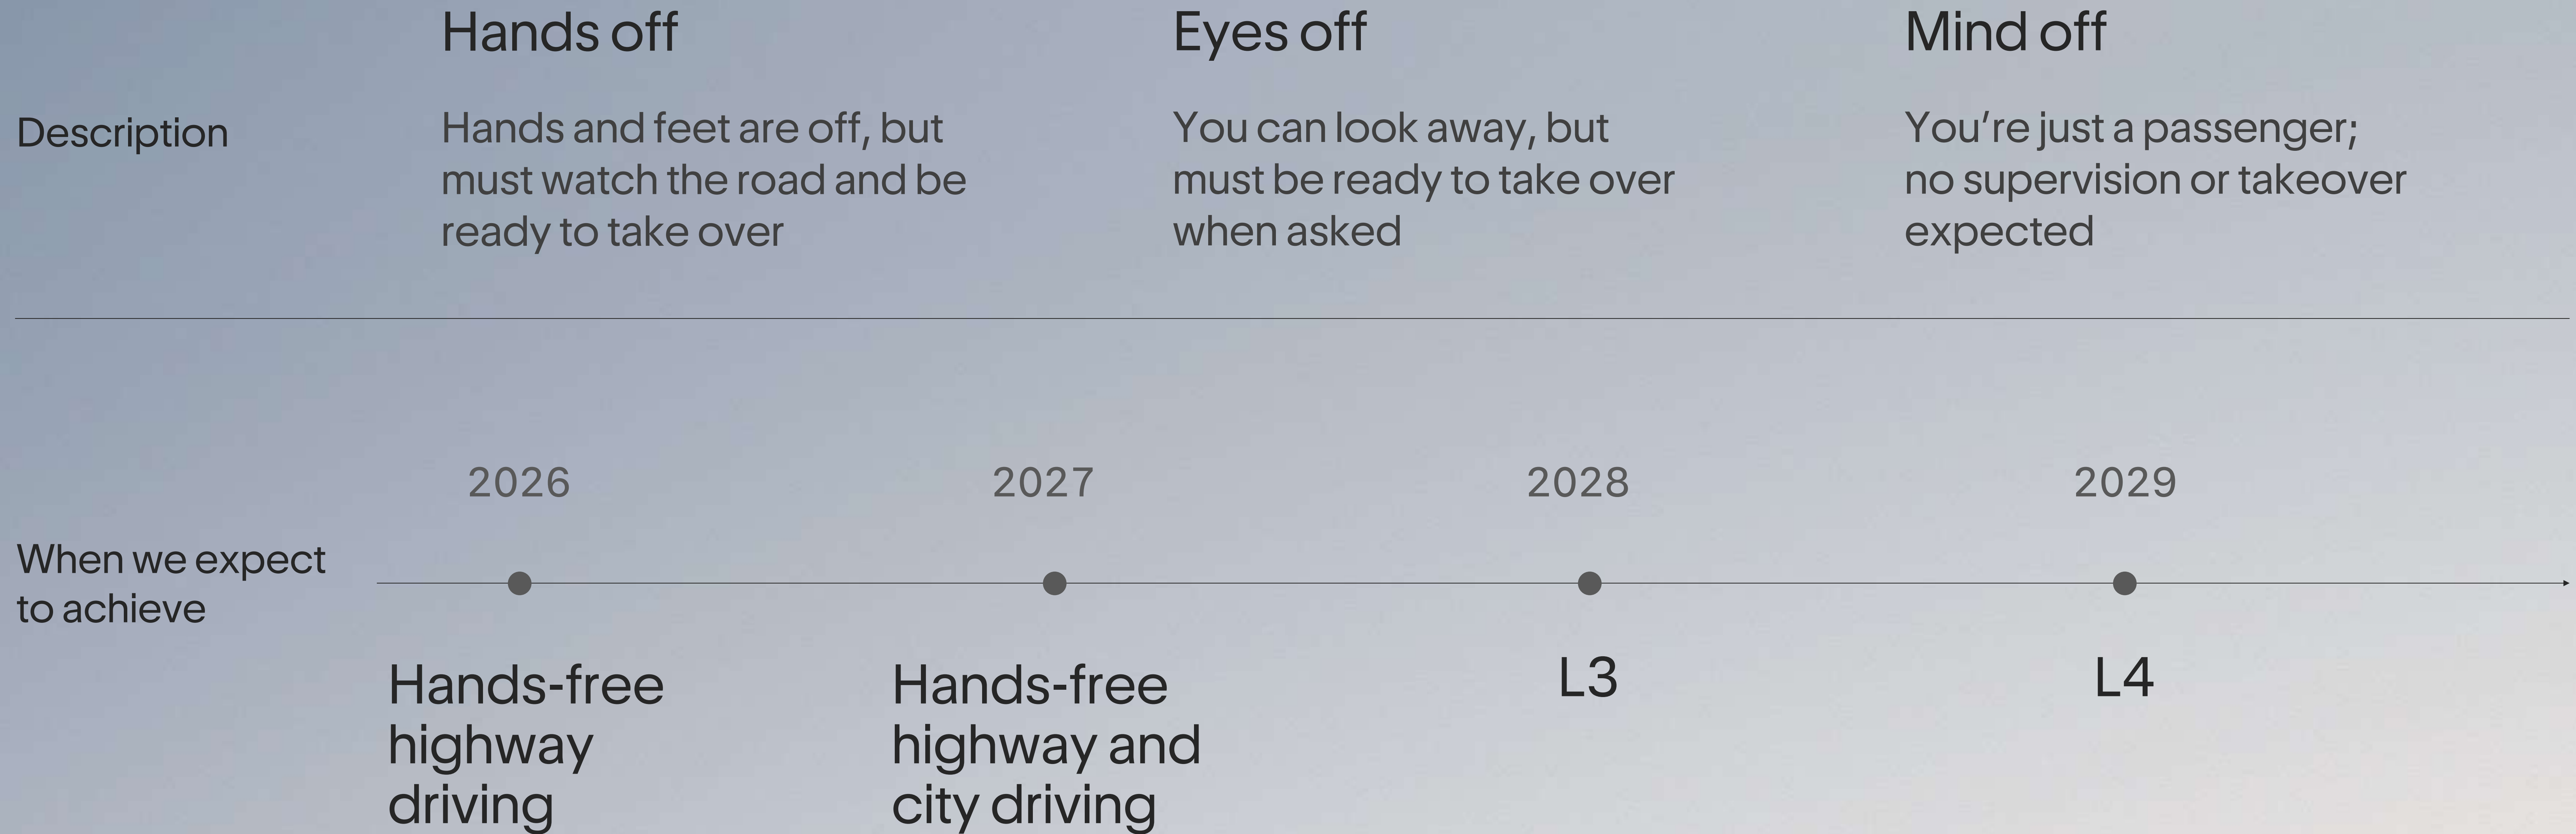 Hands off
Eyes off
Mind off
Description
Hands and feet are off, but
must watch the road and be
ready to take over
You can look away, but
must be ready to take over
when asked
You’re just a passenger;
no supervision or takeover
expected
2026
2027
2028
2029
When we expect
to achieve
Hands-free
highway
driving
Hands-free
highway and
city driving
L3
L4